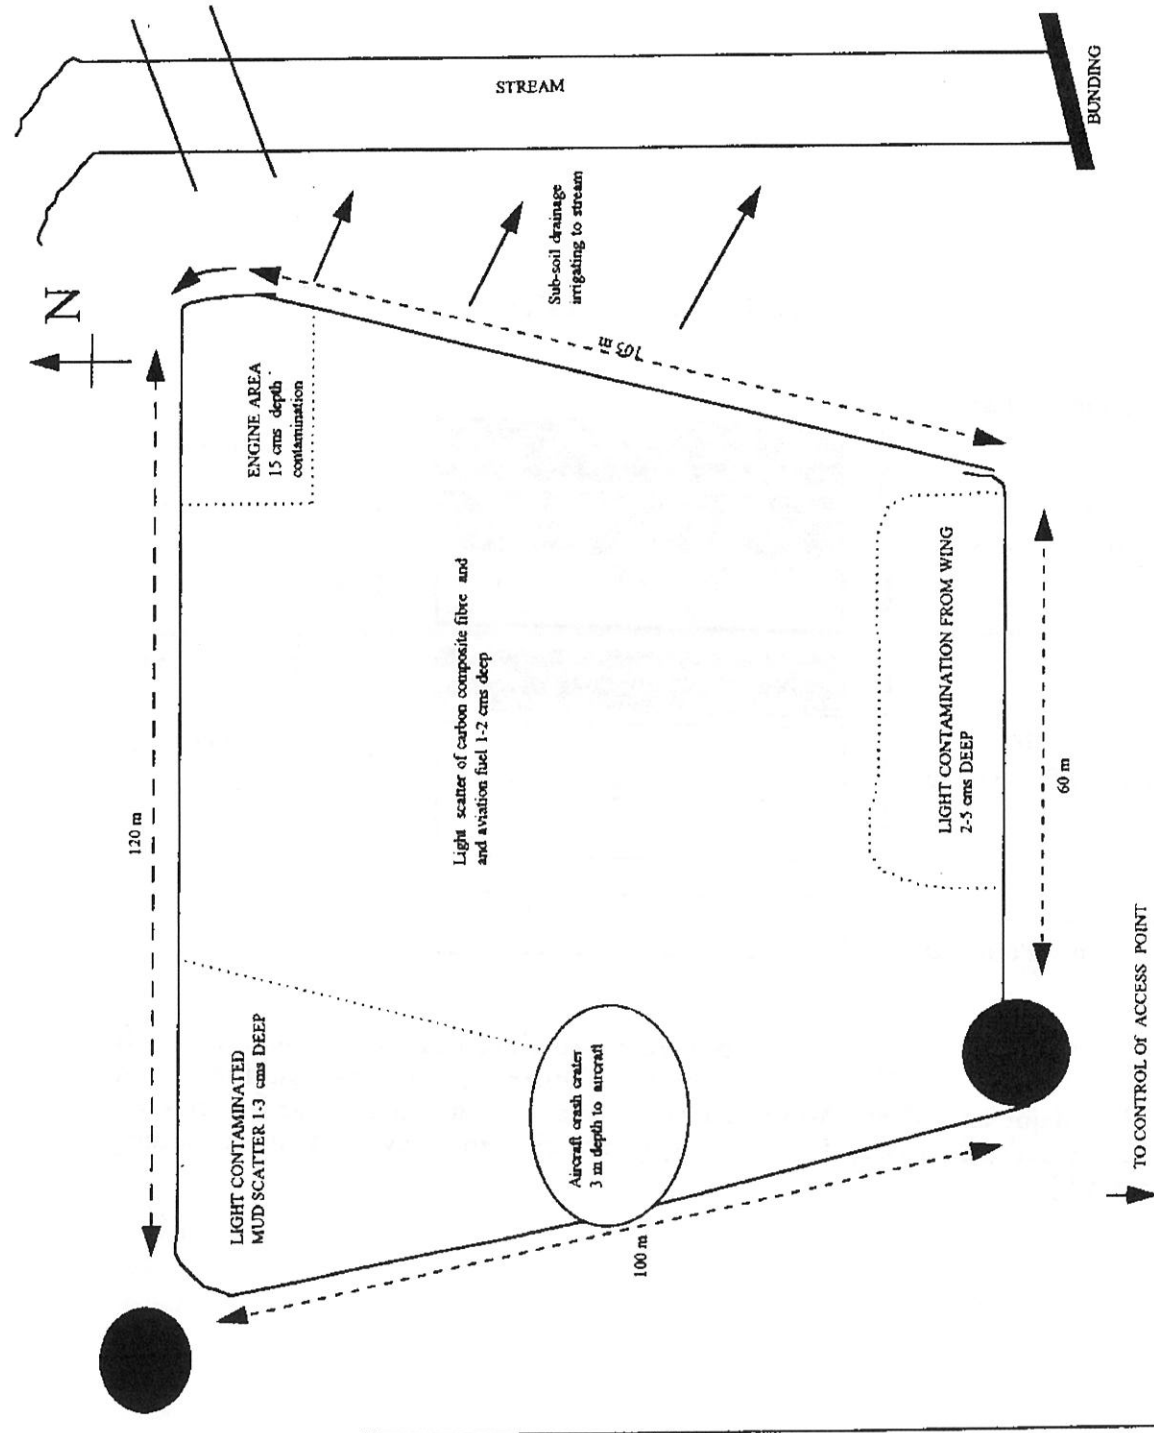 STREAM
BUNDING
N
Sub-soil drainage
irrigating to stream
105 m
120 m
ENGINE AREA
15 cms depth
contamination
Light scatter of carbon composite fibre and
and aviation fuel 1-2 cms deep
LIGHT CONTAMINATION FROM WING
2-5 cms DEEP
60 m
LIGHT CONTAMINATED
MUD SCATTER 1-3 cms DEEP
Aircraft crash crater
3 m depth to aircraft
100 m
TO CONTROL Of ACCESS POINT